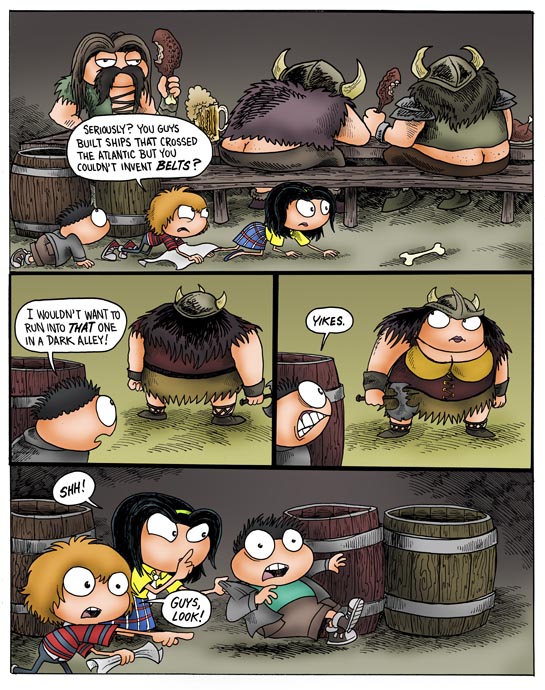 SERIOUSLY? YOU GUYS
BUILT SHIPS THAT CROSSED
THE ATLANTIC BUT YOU
COULDN'T INVENT BELTS?
I WOULDN'T WANT TO
RUN INTO THAT ONE
IN A DARK ALLEY!
YIKES.
SHH!
GUYS,
LOOK!